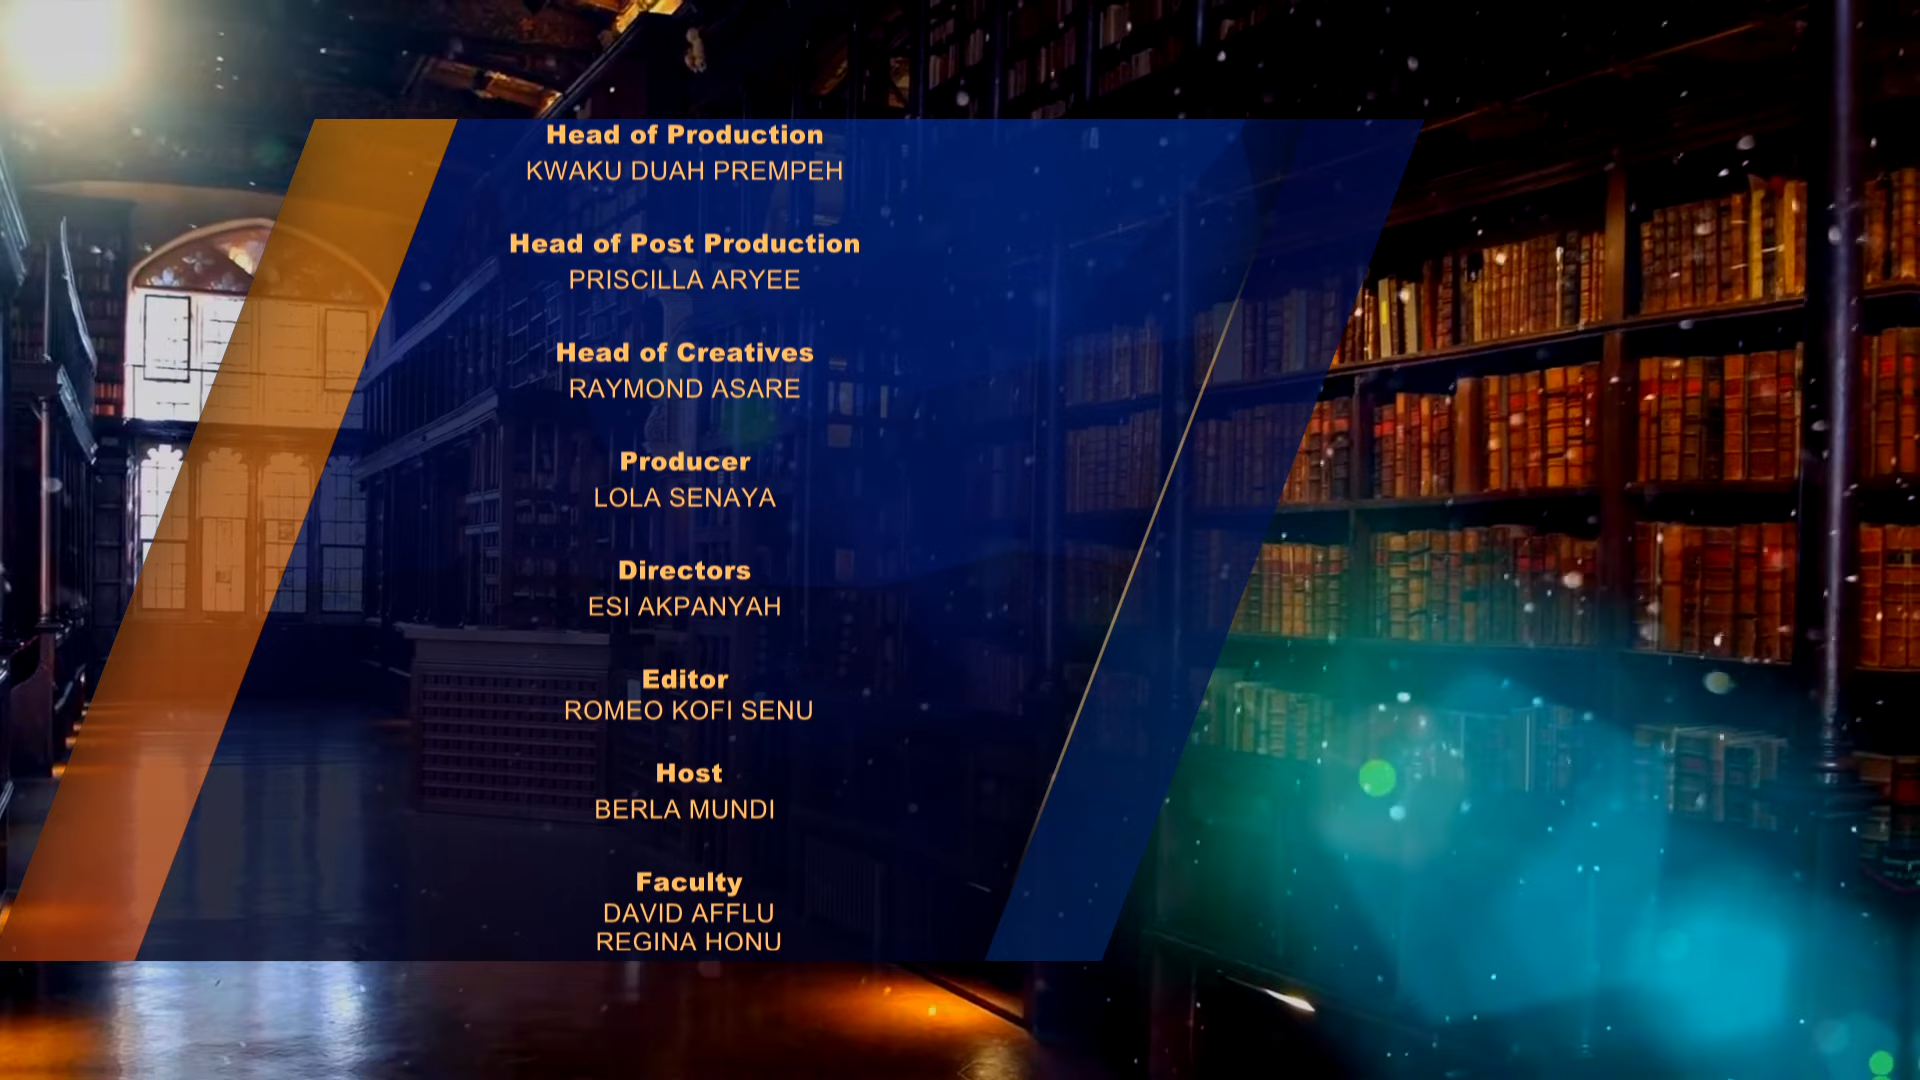 Head of Production
KWAKU DUAH PREMPEH
Head of Post Production
PRISCILLA ARYEE
Head of Creatives
RAYMOND ASARE
Producer
LOLA SENAYA
Directors
ESI AKPANYAH
Editor
ROMEO KOFI SENU
Host
BERLA MUNDI
Faculty
DAVID AFFLU
REGINA HONU